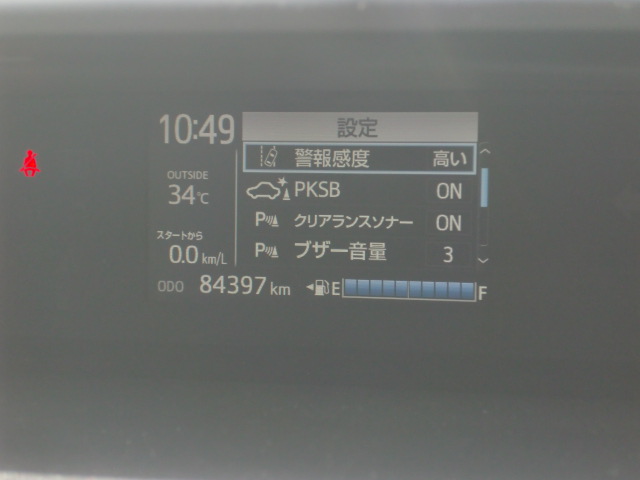 10:49
設定
警報感度 高い
OUTSIDE
34℃
PKSB ON
クリアランスソナー ON
スタートから
0.0 km/L
ブザー音量 3
ODO 84397 km
E F